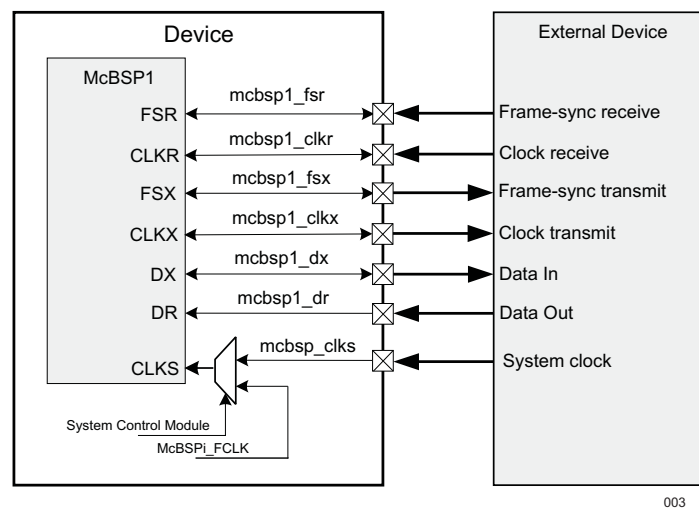 Device
External Device
McBSP1
FSR
mcbsp1_fsr
Frame-sync receive
CLKR
mcbsp1_clkr
Clock receive
FSX
mcbsp1_fsx
Frame-sync transmit
CLKX
mcbsp1_clkx
Clock transmit
DX
mcbsp1_dx
Data In
DR
mcbsp1_dr
Data Out
CLKS
mcbsp_clks
System clock
System Control Module
McBSPi_FCLK
003